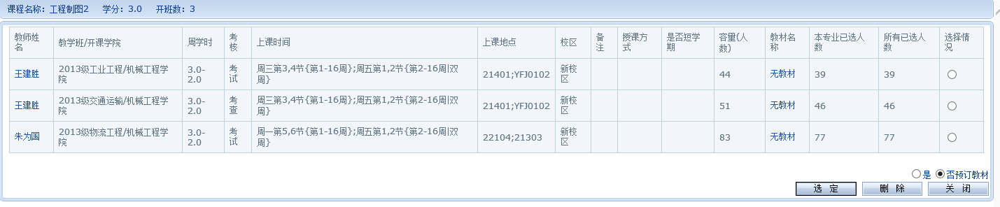 课程名称：工程制图2 学分：3.0 开班数：3
教师姓名 教学班/开课学院 周学时 考核 上课时间 上课地点 校区 备注 授课方式 是否短学期 容量(人数) 教材名称 本专业已选人数 所有已选人数 选择情况
王建胜 2013级工业工程/机械工程学院 3.0-2.0 考试 周三第3,4节{第1-16周};周五第1,2节{第2-16周|双周} 21401;YFJ0102 新校区 44 无教材 39 39
王建胜 2013级交通运输/机械工程学院 3.0-2.0 考查 周三第3,4节{第1-16周};周五第1,2节{第2-16周|双周} 21401;YFJ0102 新校区 51 无教材 46 46
朱为国 2013级物流工程/机械工程学院 3.0-2.0 考试 周一第5,6节{第1-16周};周五第1,2节{第2-16周|双周} 22104;21303 新校区 83 无教材 77 77
是 否预订教材
选 定 删 除 关 闭